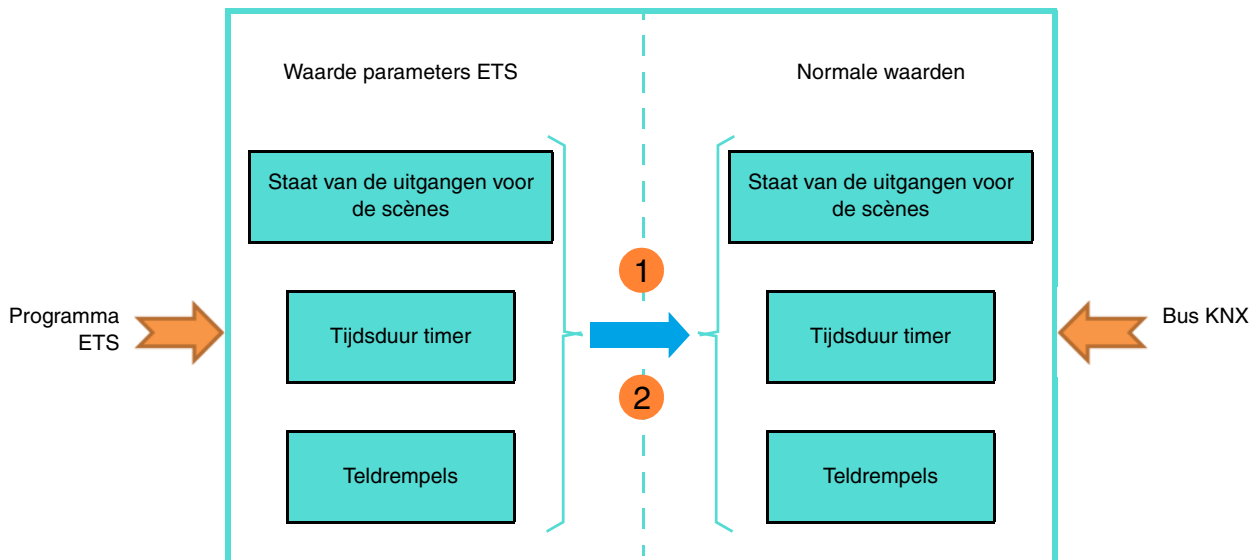 Waarde parameters ETS
Normale waarden
Staat van de uitgangen voor
de scènes
Staat van de uitgangen voor
de scènes
1
Programma
ETS
Tijdsduur timer
Tijdsduur timer
Bus KNX
2
Teldrempels
Teldrempels